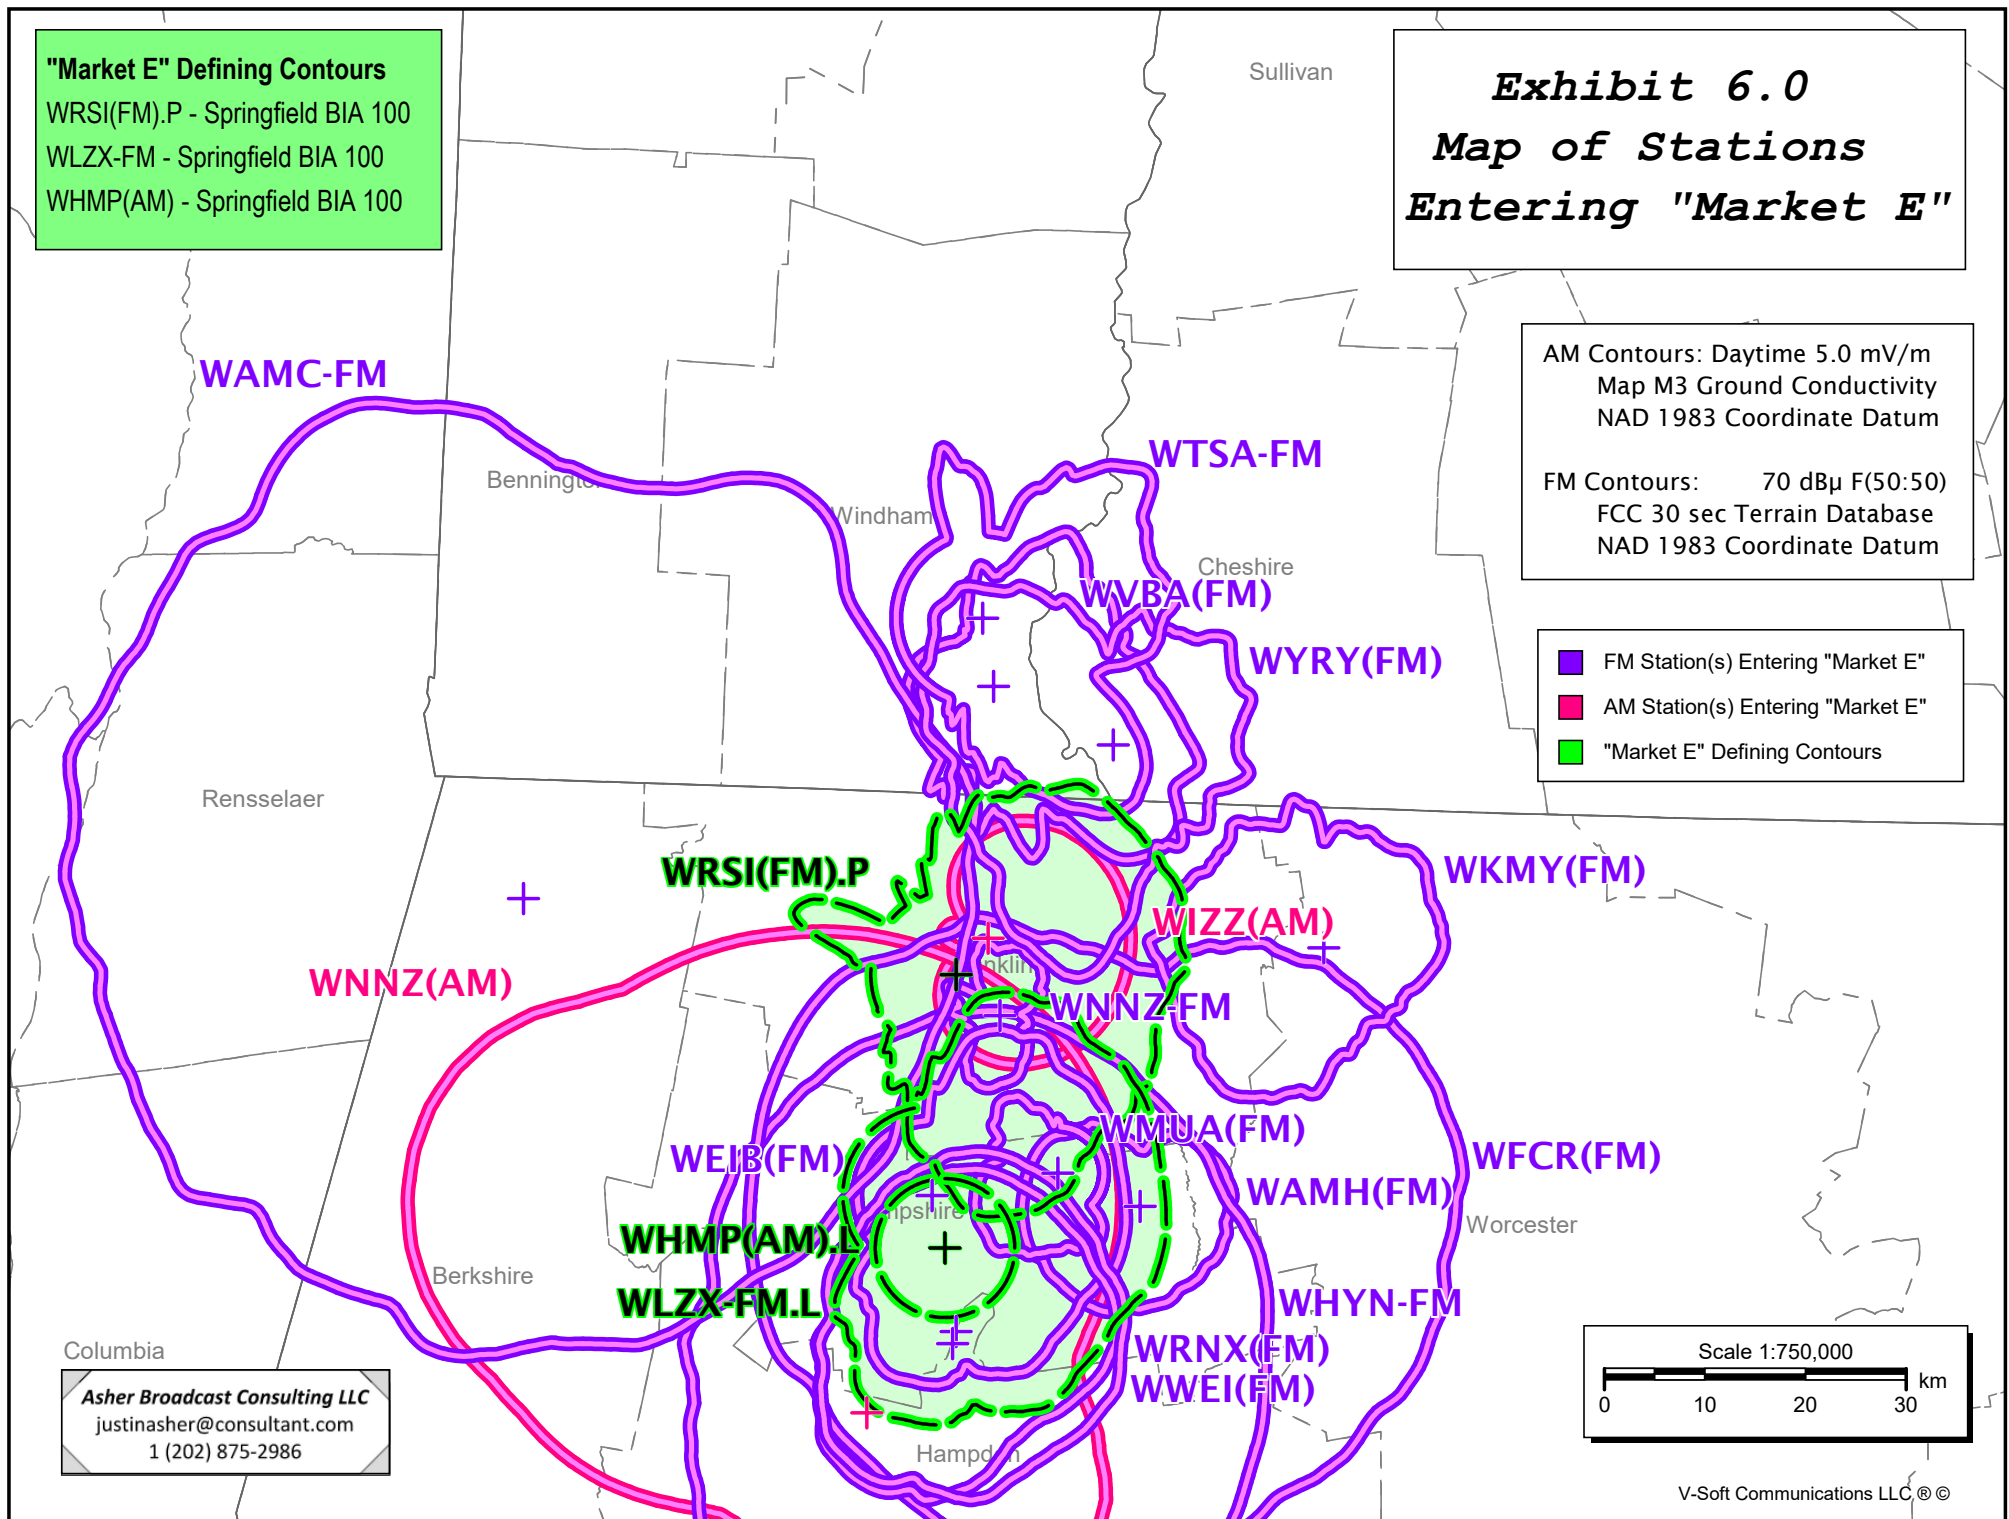 "Market E" Defining Contours
WRSI(FM).P - Springfield BIA 100
WLZX-FM - Springfield BIA 100
WHMP(AM) - Springfield BIA 100
Exhibit 6.0
Map of Stations
Entering "Market E"
Sullivan
AM Contours: Daytime 5.0 mV/m
Map M3 Ground Conductivity
NAD 1983 Coordinate Datum
FM Contours: 70 dBµ F(50:50)
FCC 30 sec Terrain Database
NAD 1983 Coordinate Datum
WAMC-FM
WTSA-FM
Windham
Cheshire
WVBA(FM)
WYRY(FM)
FM Station(s) Entering "Market E"
AM Station(s) Entering "Market E"
"Market E" Defining Contours
Rensselaer
WRSI(FM).P
WKMY(FM)
WIZZ(AM)
WNNZ(AM)
WNNZ-FM
WMUA(FM)
WEIB(FM)
WFCR(FM)
WAMH(FM)
Worcester
WHMP(AM).L
Berkshire
WLZX-FM.L
WHYN-FM
WRNX(FM)
WWEI(FM)
Columbia
Hampden
Asher Broadcast Consulting LLC
justinasher@consultant.com
1 (202) 875-2986
Scale 1:750,000
km
0 10 20 30
V-Soft Communications LLC ® ©